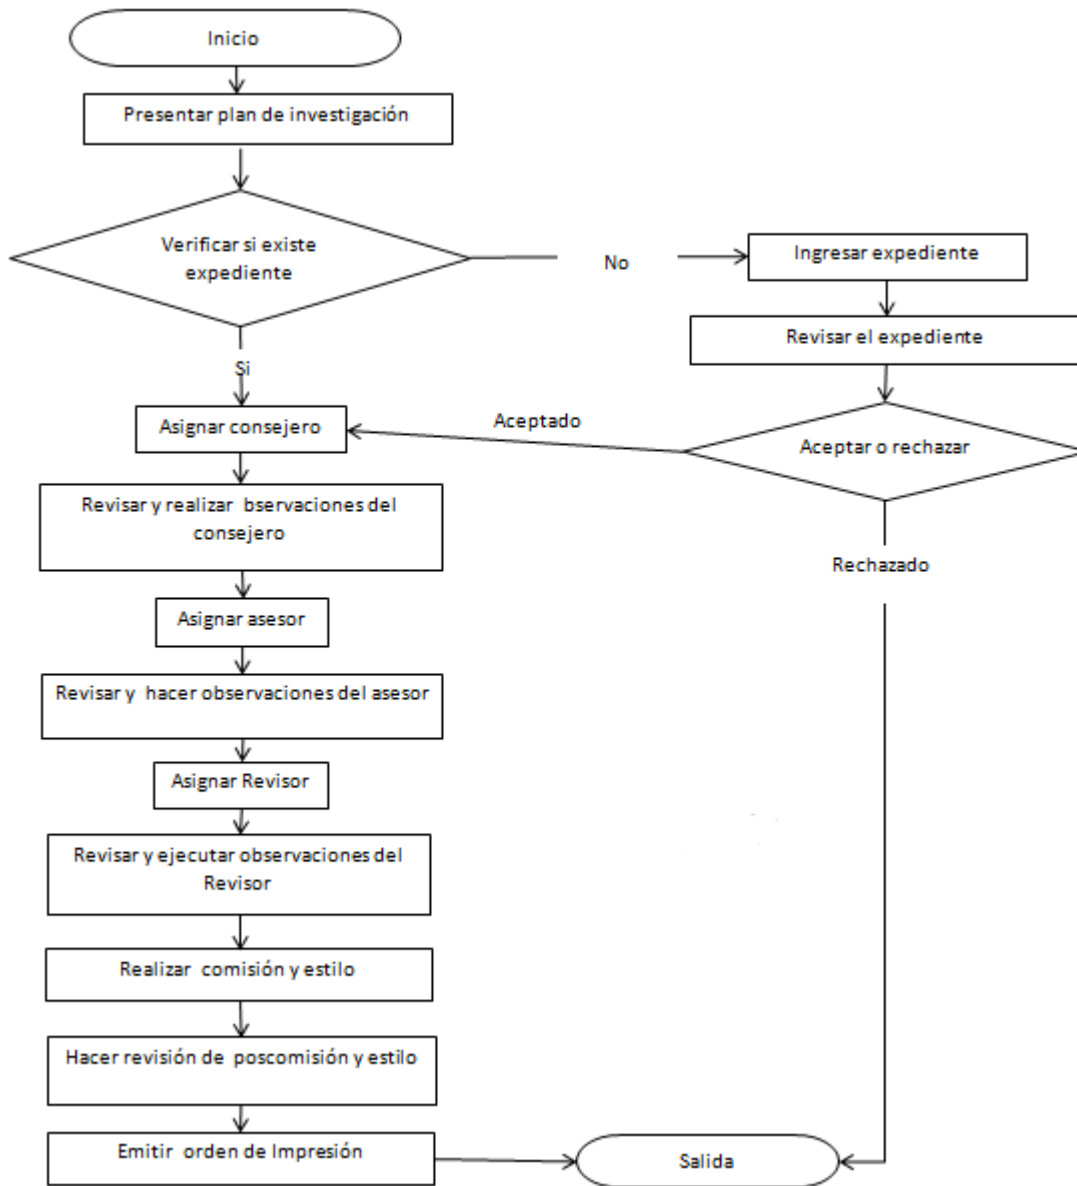 Inicio
Presentar plan de investigación
Verificar si existe
expediente
No
Ingresar expediente
Revisar el expediente
Si
Asignar consejero
Aceptado
Aceptar o rechazar
Revisar y realizar  bservaciones del
consejero
Rechazado
Asignar asesor
Revisar y  hacer observaciones del asesor
Asignar Revisor
Revisar y ejecutar observaciones del
Revisor
Realizar  comisión y estilo
Hacer revisión de  poscomisión y estilo
Emitir  orden de Impresión
Salida